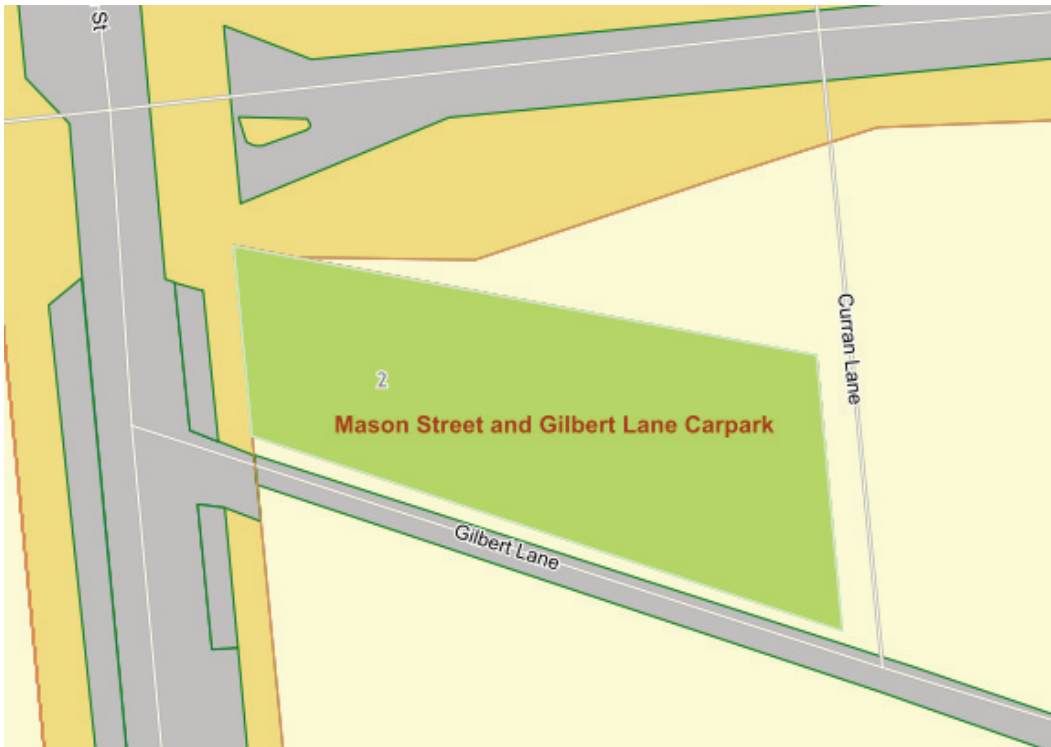 St
2
Mason Street and Gilbert Lane Carpark
Curran Lane
Gilbert Lane